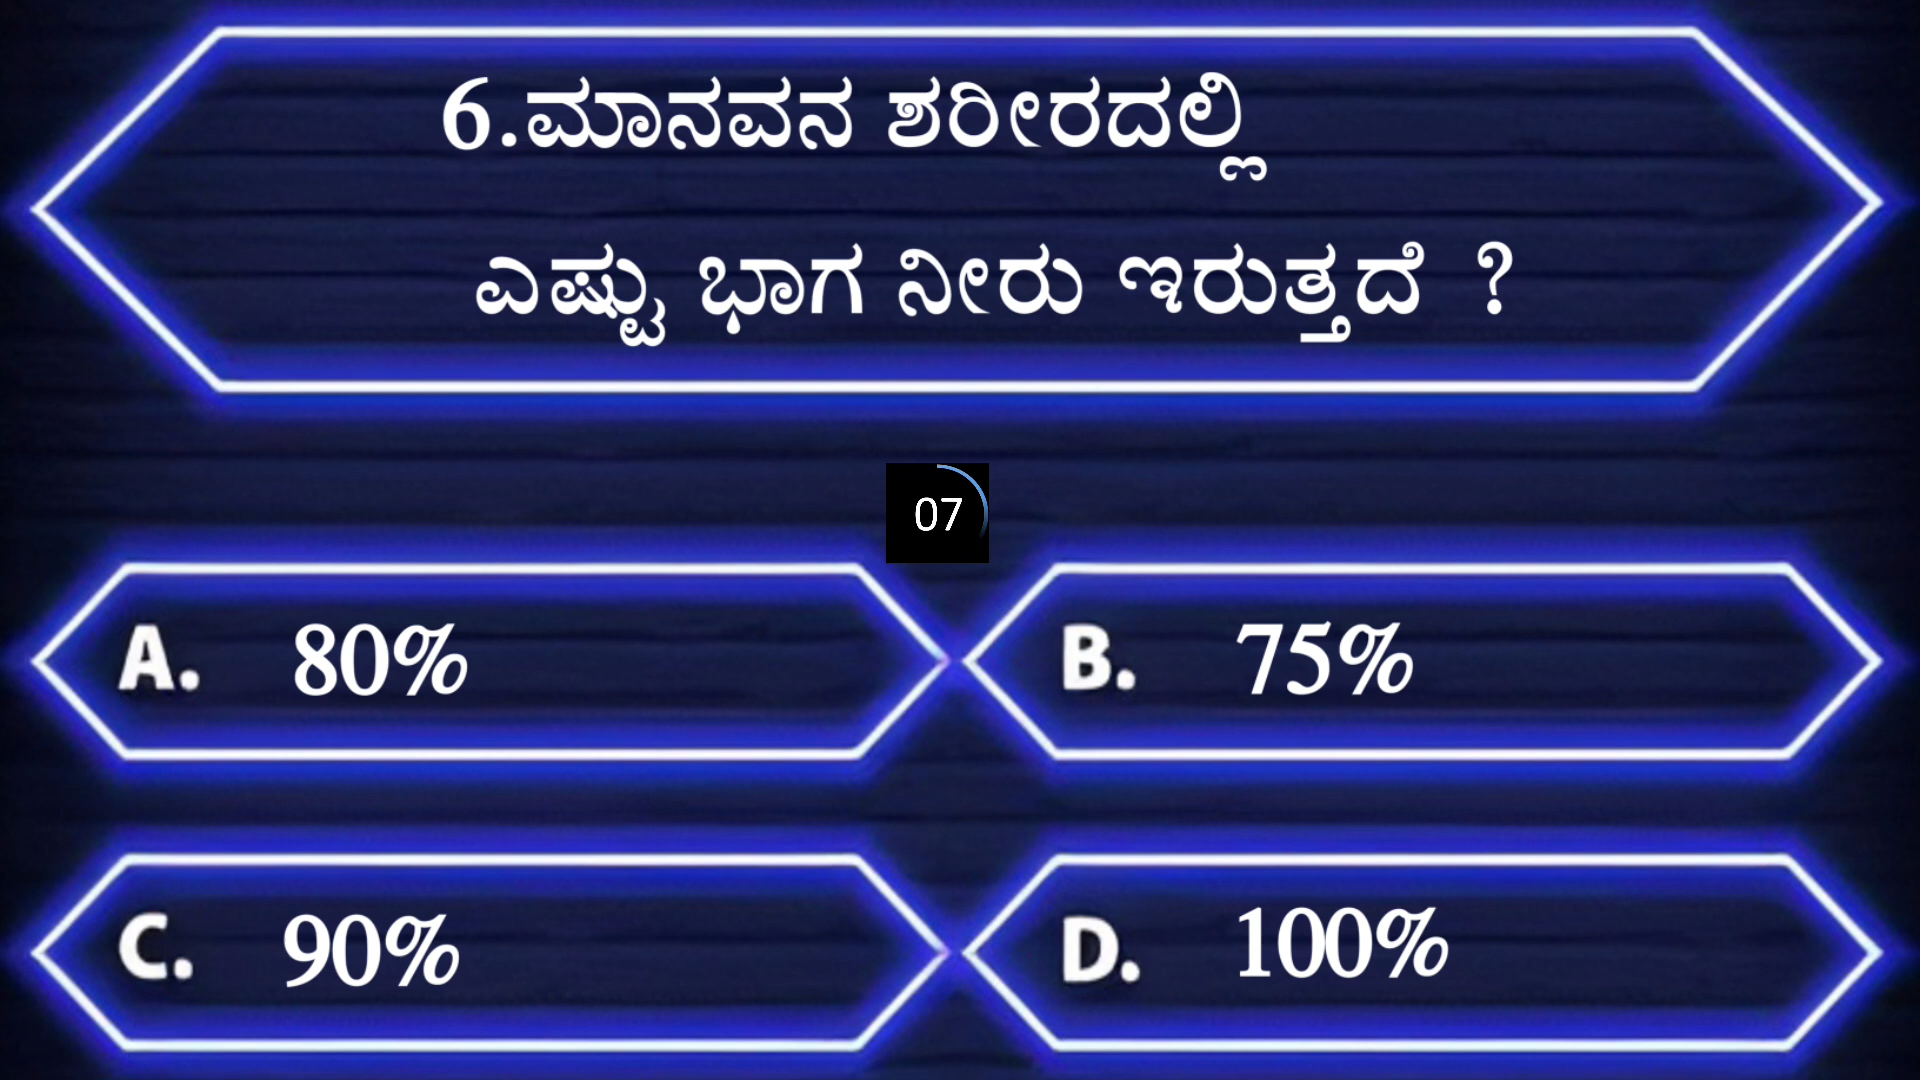 6.ಮಾನವನ ಶರೀರದಲ್ಲಿ
ಎಷ್ಟು ಭಾಗ ನೀರು ಇರುತ್ತದೆ ?
07
A. 80%
B. 75%
C. 90%
D. 100%